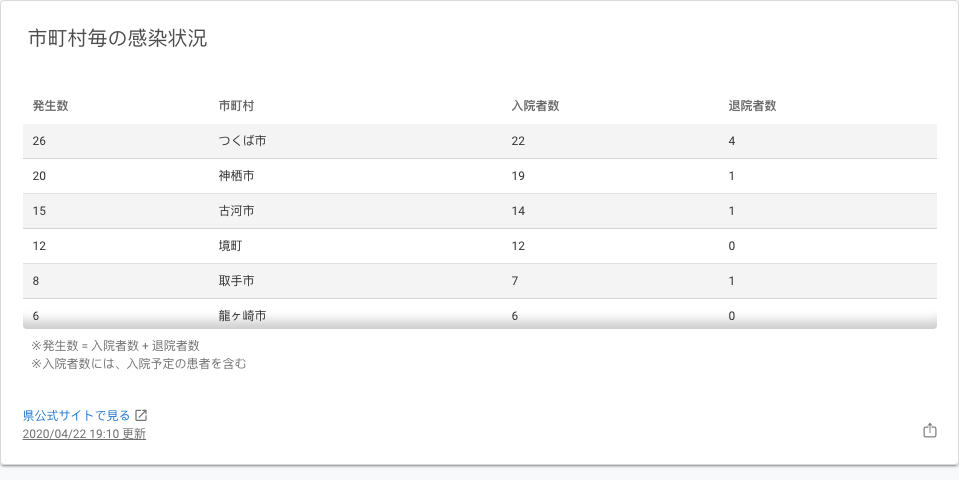 市町村毎の感染状況
発生数 市町村 入院者数 退院者数
26 つくば市 22 4
20 神栖市 19 1
15 古河市 14 1
12 境町 12 0
8 取手市 7 1
6 龍ヶ崎市 6 0
※発生数 = 入院者数 + 退院者数
※入院者数には、入院予定の患者を含む
県公式サイトで見る
2020/04/22 19:10 更新